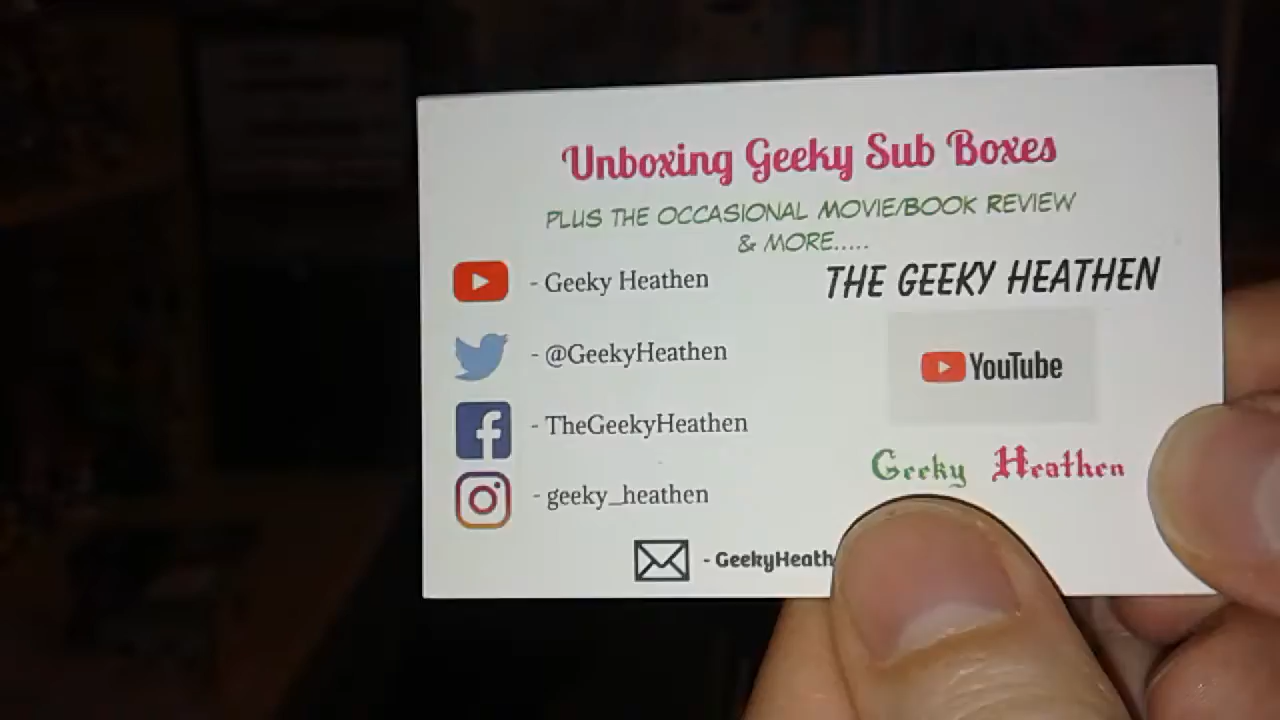 Unboxing Geeky Sub Boxes
PLUS THE OCCASIONAL MOVIE/BOOK REVIEW
& MORE.....
THE GEEKY HEATHEN
- Geeky Heathen
- @GeekyHeathen
- TheGeekyHeathen
- geeky_heathen
YouTube
Geeky Heathen
- GeekyHeath